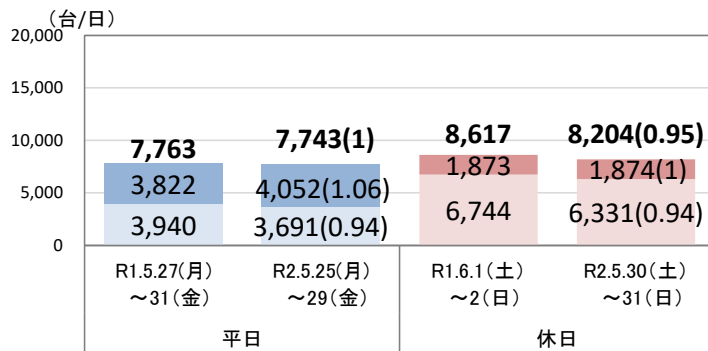 （台/日）
20,000
15,000
10,000
5,000
0
7,763
3,822
3,940
7,743(1)
4,052(1.06)
3,691(0.94)
8,617
1,873
6,744
8,204(0.95)
1,874(1)
6,331(0.94)
R1.5.27(月)
～31(金)
R2.5.25(月)
～29(金)
R1.6.1(土)
～2(日)
R2.5.30(土)
～31(日)
平日
休日